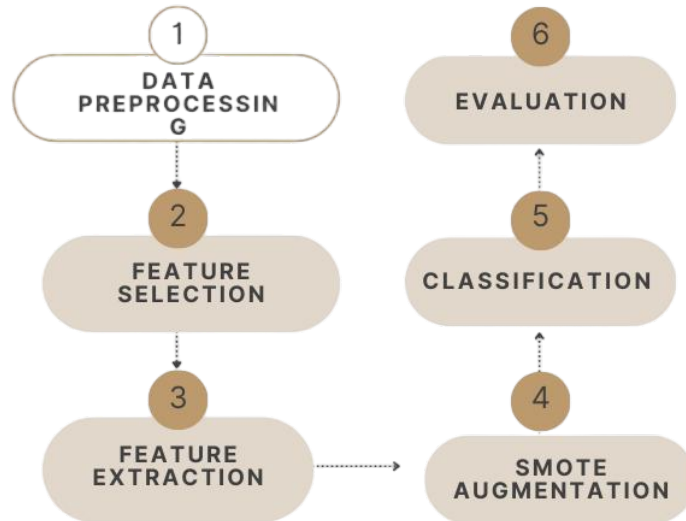 1
DATA
PREPROCESSIN
G
2
FEATURE
SELECTION
3
FEATURE
EXTRACTION
4
SMOTE
AUGMENTATION
5
CLASSIFICATION
6
EVALUATION